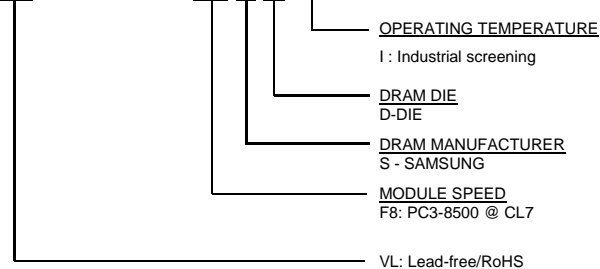 OPERATING TEMPERATURE
I : Industrial screening
DRAM DIE
D-DIE
DRAM MANUFACTURER
S - SAMSUNG
MODULE SPEED
F8: PC3-8500 @ CL7
VL: Lead-free/RoHS